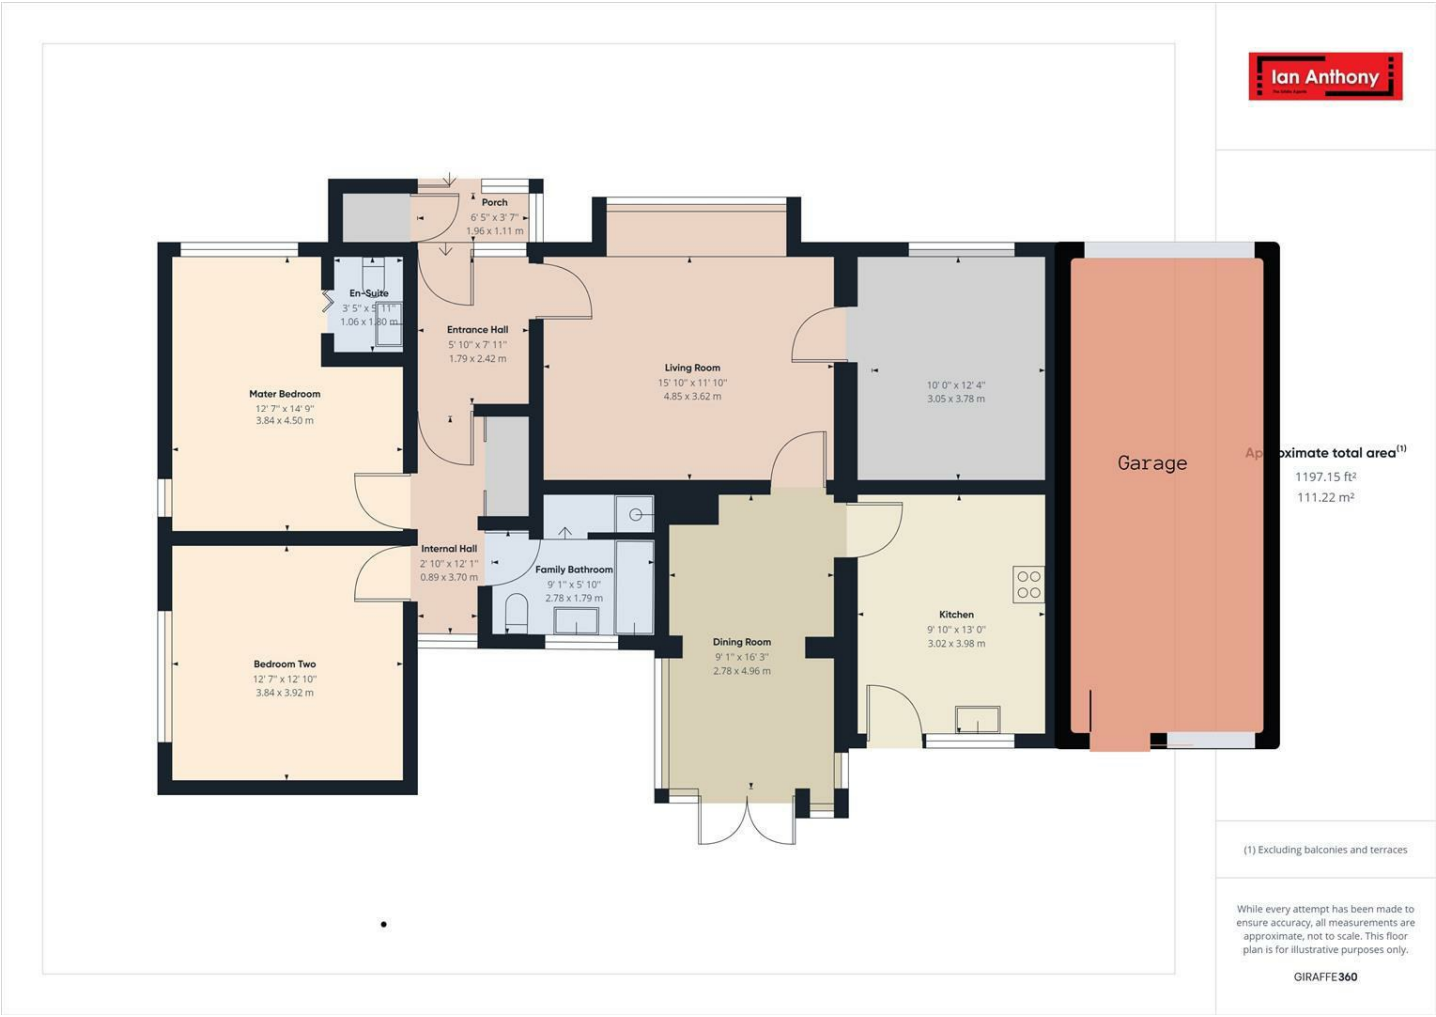 Ian Anthony
The Estate Agents
Porch
6' 5" x 3' 7"
1.96 x 1.11 m
En-Suite
3' 5" x 5' 11"
1.06 x 1.80 m
Entrance Hall
5' 10" x 7' 11"
1.79 x 2.42 m
Living Room
15' 10" x 11' 10"
4.85 x 3.62 m
10' 0" x 12' 4"
3.05 x 3.78 m
Mater Bedroom
12' 7" x 14' 9"
3.84 x 4.50 m
Garage
Approximate total area(1)
1197.15 ft²
111.22 m²
Internal Hall
2' 10" x 12' 1"
0.89 x 3.70 m
Family Bathroom
9' 1" x 5' 10"
2.78 x 1.79 m
Kitchen
9' 10" x 13' 0"
3.02 x 3.98 m
Dining Room
9' 1" x 16' 3"
2.78 x 4.96 m
Bedroom Two
12' 7" x 12' 10"
3.84 x 3.92 m
(1) Excluding balconies and terraces
While every attempt has been made to
ensure accuracy, all measurements are
approximate, not to scale. This floor
plan is for illustrative purposes only.
GIRAFFE360